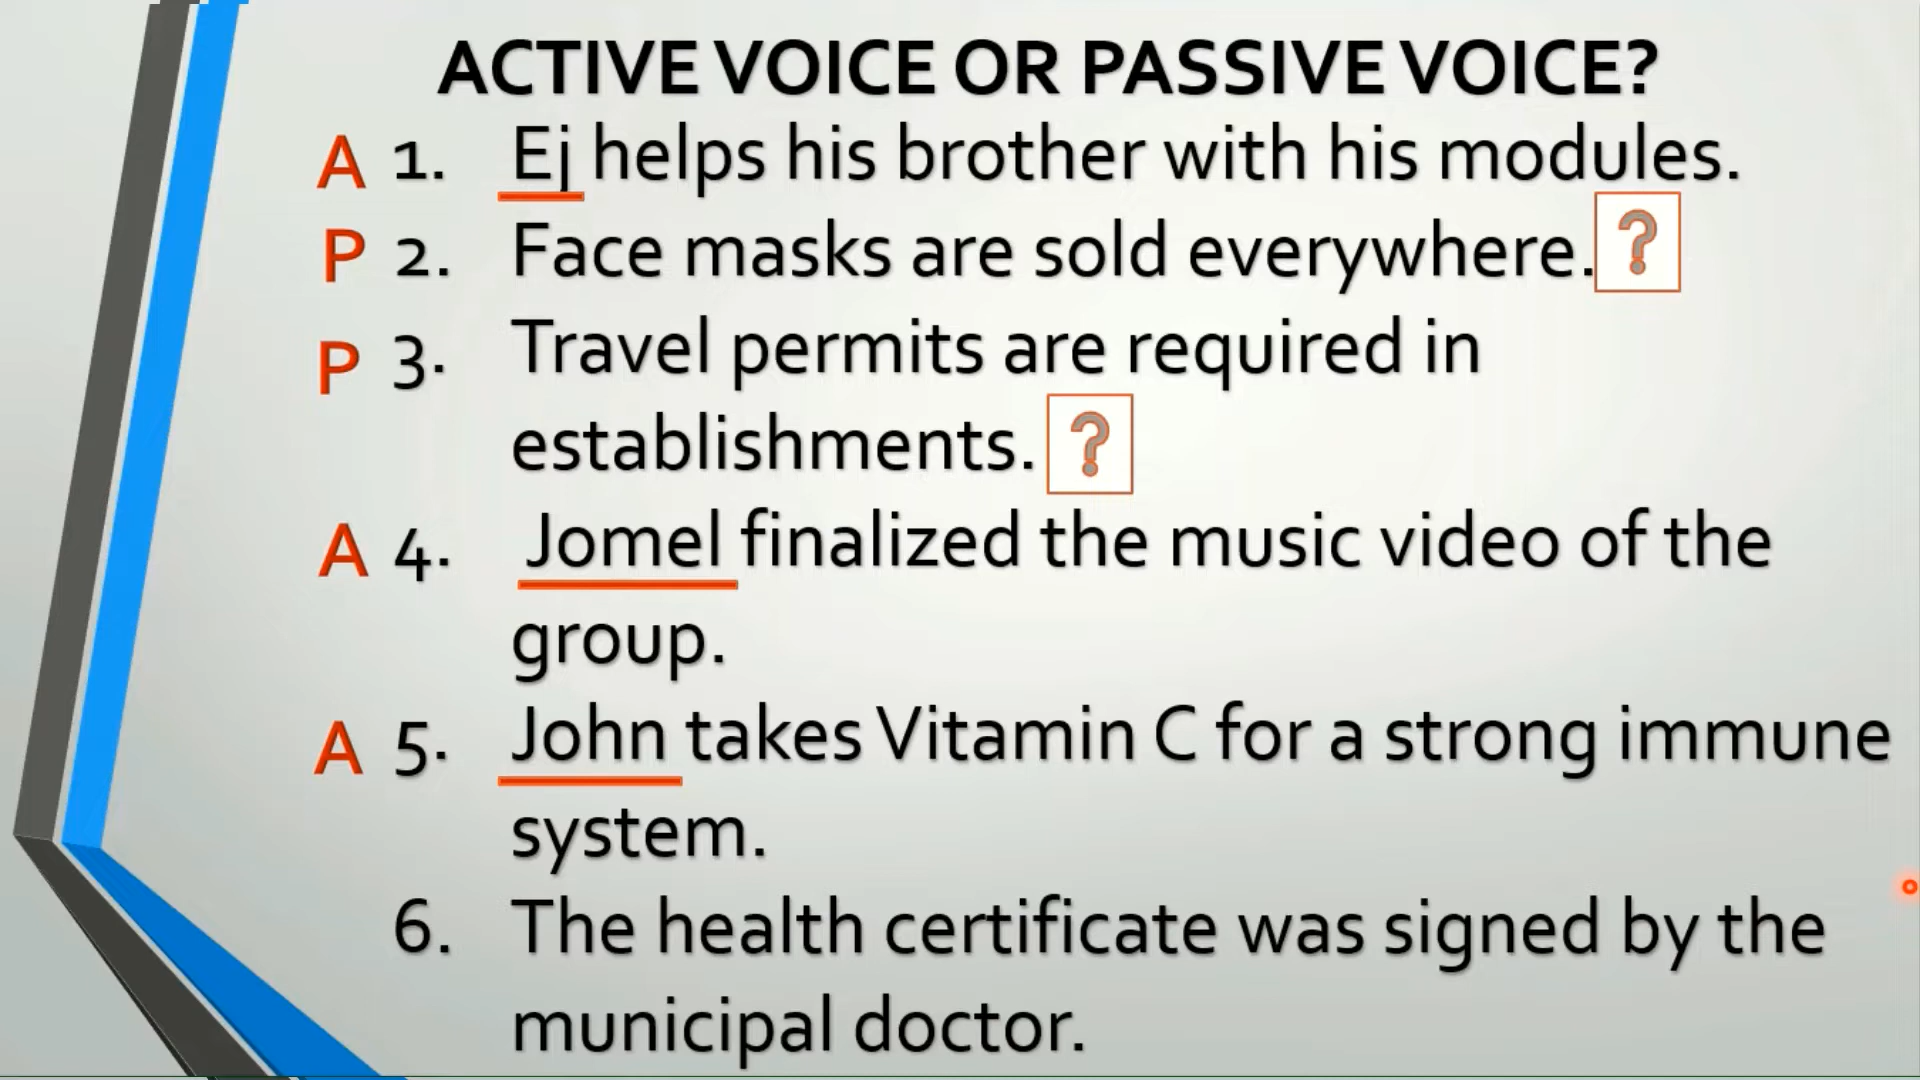 ACTIVE VOICE OR PASSIVE VOICE?
A 1. Ej helps his brother with his modules.
P 2. Face masks are sold everywhere. ?
P 3. Travel permits are required in
establishments. ?
A 4. Jomel finalized the music video of the
group.
A 5. John takes Vitamin C for a strong immune
system.
6. The health certificate was signed by the
municipal doctor.